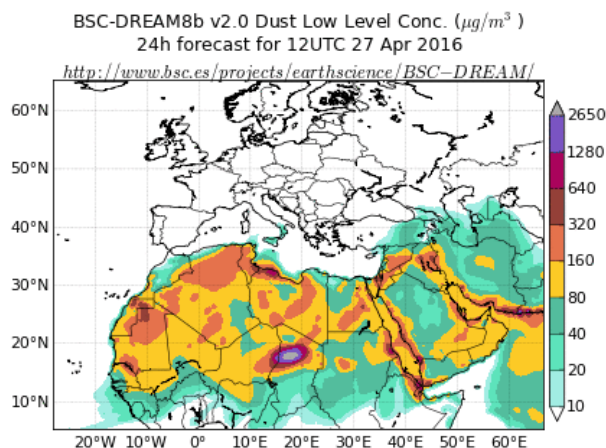 BSC-DREAM8b v2.0 Dust Low Level Conc. (μg/m³ )
24h forecast for 12UTC 27 Apr 2016
http://www.bsc.es/projects/earthscience/BSC−DREAM/
60°N
50°N
40°N
30°N
20°N
10°N
20°W 10°W 0° 10°E 20°E 30°E 40°E 50°E 60°E
2650
1280
640
320
160
80
40
20
10